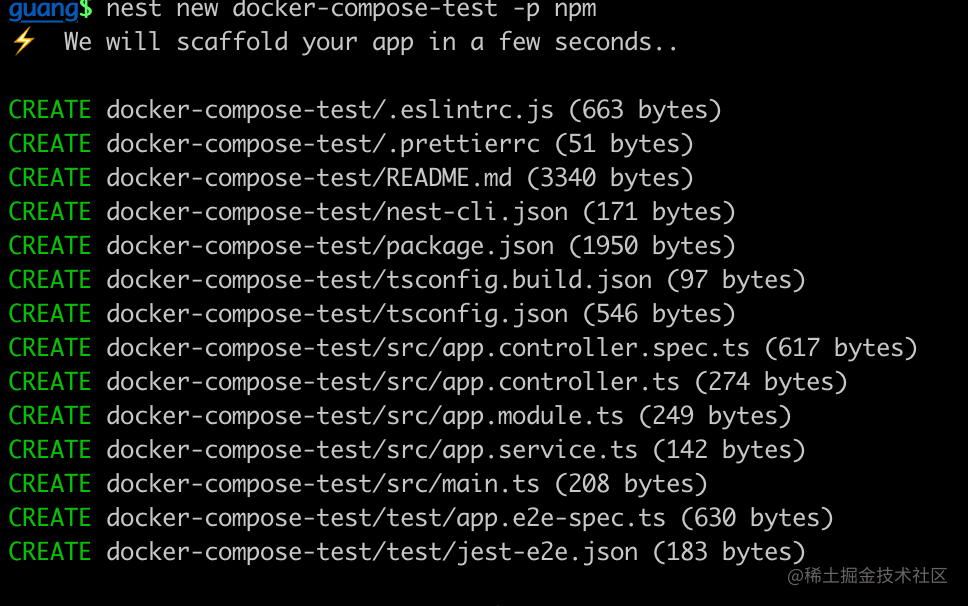 guang$ nest new docker-compose-test -p npm
⚡ We will scaffold your app in a few seconds..
CREATE docker-compose-test/.eslintrc.js (663 bytes)
CREATE docker-compose-test/.prettierrc (51 bytes)
CREATE docker-compose-test/README.md (3340 bytes)
CREATE docker-compose-test/nest-cli.json (171 bytes)
CREATE docker-compose-test/package.json (1950 bytes)
CREATE docker-compose-test/tsconfig.build.json (97 bytes)
CREATE docker-compose-test/tsconfig.json (546 bytes)
CREATE docker-compose-test/src/app.controller.spec.ts (617 bytes)
CREATE docker-compose-test/src/app.controller.ts (274 bytes)
CREATE docker-compose-test/src/app.module.ts (249 bytes)
CREATE docker-compose-test/src/app.service.ts (142 bytes)
CREATE docker-compose-test/src/main.ts (208 bytes)
CREATE docker-compose-test/test/app.e2e-spec.ts (630 bytes)
CREATE docker-compose-test/test/jest-e2e.json (183 bytes)
@稀土掘金技术社区